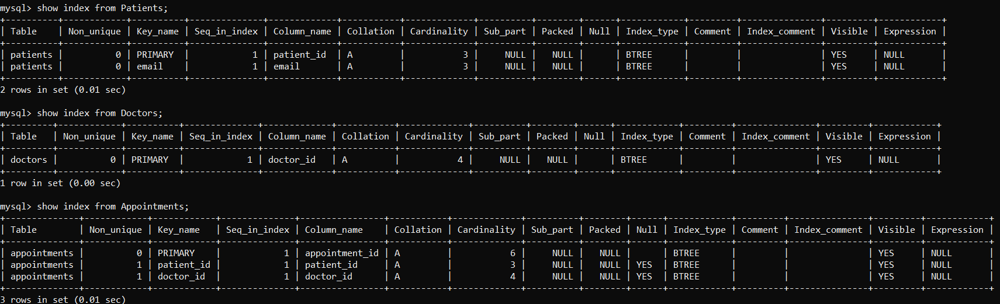 mysql> show index from Patients;
+----------+------------+----------+--------------+-------------+-----------+-------------+----------+--------+------+------------+---------+---------------+---------+------------+
| Table    | Non_unique | Key_name | Seq_in_index | Column_name | Collation | Cardinality | Sub_part | Packed | Null | Index_type | Comment | Index_comment | Visible | Expression |
+----------+------------+----------+--------------+-------------+-----------+-------------+----------+--------+------+------------+---------+---------------+---------+------------+
| patients |          0 | PRIMARY  |            1 | patient_id  | A         |           3 |     NULL |   NULL |      | BTREE      |         |               | YES     | NULL       |
| patients |          0 | email    |            1 | email       | A         |           3 |     NULL |   NULL |      | BTREE      |         |               | YES     | NULL       |
+----------+------------+----------+--------------+-------------+-----------+-------------+----------+--------+------+------------+---------+---------------+---------+------------+
2 rows in set (0.01 sec)
mysql> show index from Doctors;
+---------+------------+----------+--------------+-------------+-----------+-------------+----------+--------+------+------------+---------+---------------+---------+------------+
| Table   | Non_unique | Key_name | Seq_in_index | Column_name | Collation | Cardinality | Sub_part | Packed | Null | Index_type | Comment | Index_comment | Visible | Expression |
+---------+------------+----------+--------------+-------------+-----------+-------------+----------+--------+------+------------+---------+---------------+---------+------------+
| doctors |          0 | PRIMARY  |            1 | doctor_id   | A         |           4 |     NULL |   NULL |      | BTREE      |         |               | YES     | NULL       |
+---------+------------+----------+--------------+-------------+-----------+-------------+----------+--------+------+------------+---------+---------------+---------+------------+
1 row in set (0.00 sec)
mysql> show index from Appointments;
+--------------+------------+------------+--------------+----------------+-----------+-------------+----------+--------+------+------------+---------+---------------+---------+------------+
| Table        | Non_unique | Key_name   | Seq_in_index | Column_name    | Collation | Cardinality | Sub_part | Packed | Null | Index_type | Comment | Index_comment | Visible | Expression |
+--------------+------------+------------+--------------+----------------+-----------+-------------+----------+--------+------+------------+---------+---------------+---------+------------+
| appointments |          0 | PRIMARY    |            1 | appointment_id | A         |           6 |     NULL |   NULL |      | BTREE      |         |               | YES     | NULL       |
| appointments |          1 | patient_id |            1 | patient_id     | A         |           3 |     NULL |   NULL | YES  | BTREE      |         |               | YES     | NULL       |
| appointments |          1 | doctor_id  |            1 | doctor_id      | A         |           4 |     NULL |   NULL | YES  | BTREE      |         |               | YES     | NULL       |
+--------------+------------+------------+--------------+----------------+-----------+-------------+----------+--------+------+------------+---------+---------------+---------+------------+
3 rows in set (0.01 sec)